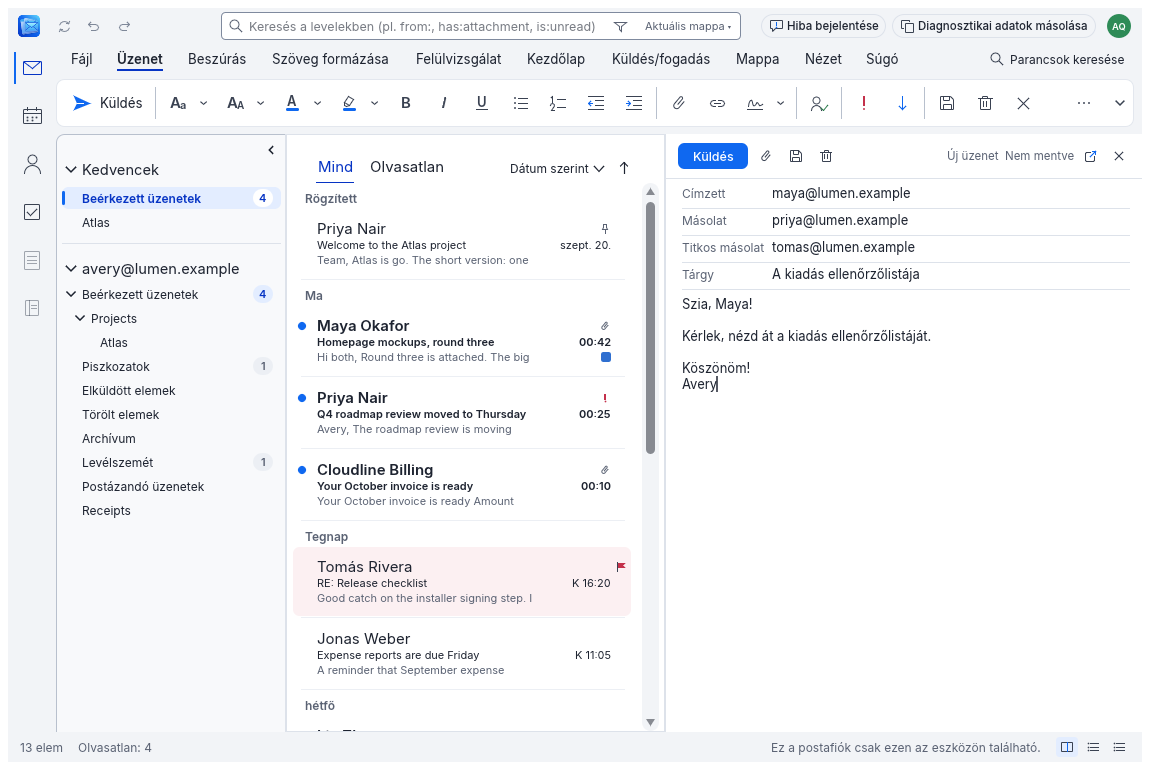 Keresés a levelekben (pl. from:, has:attachment, is:unread) Aktuális mappa Hiba bejelentése Diagnosztikai adatok másolása AQ
Fájl Üzenet Beszúrás Szöveg formázása Felülvizsgálat Kezdőlap Küldés/fogadás Mappa Nézet Súgó Parancsok keresése
Küldés Aa AA A B I U
Kedvencek
Beérkezett üzenetek 4
Atlas
avery@lumen.example
Beérkezett üzenetek 4
Projects
Atlas
Piszkozatok 1
Elküldött elemek
Törölt elemek
Archívum
Levélszemét 1
Postázandó üzenetek
Receipts
Mind Olvasatlan Dátum szerint
Rögzített
Priya Nair
Welcome to the Atlas project szept. 20.
Team, Atlas is go. The short version: one
Ma
Maya Okafor
Homepage mockups, round three 00:42
Hi both, Round three is attached. The big
Priya Nair
Q4 roadmap review moved to Thursday 00:25
Avery, The roadmap review is moving
Cloudline Billing
Your October invoice is ready 00:10
Your October invoice is ready Amount
Tegnap
Tomás Rivera
RE: Release checklist K 16:20
Good catch on the installer signing step. I
Jonas Weber
Expense reports are due Friday K 11:05
A reminder that September expense
hétfő
Küldés Új üzenet Nem mentve
Címzett maya@lumen.example
Másolat priya@lumen.example
Titkos másolat tomas@lumen.example
Tárgy A kiadás ellenőrzőlistája
Szia, Maya!
Kérlek, nézd át a kiadás ellenőrzőlistáját.
Köszönöm!
Avery
13 elem Olvasatlan: 4 Ez a postafiók csak ezen az eszközön található.